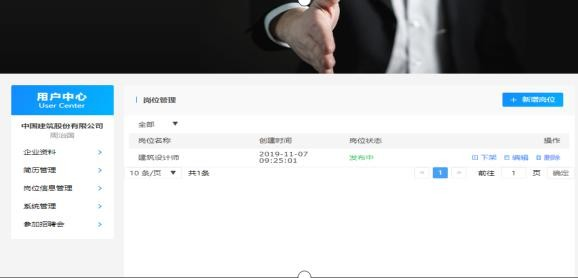 用户中心
User Center
中国建筑股份有限公司
周治国
企业资料 >
简历管理 >
岗位信息管理 >
系统管理 >
参加招聘会 >
岗位管理
+ 新增岗位
全部 ▼
岗位名称 创建时间 岗位状态 操作
建筑设计师 2019-11-07 09:25:01 发布中 下架 编辑 删除
10 条/页 ▼ 共1条 < 1 > 前往 1 页 确定